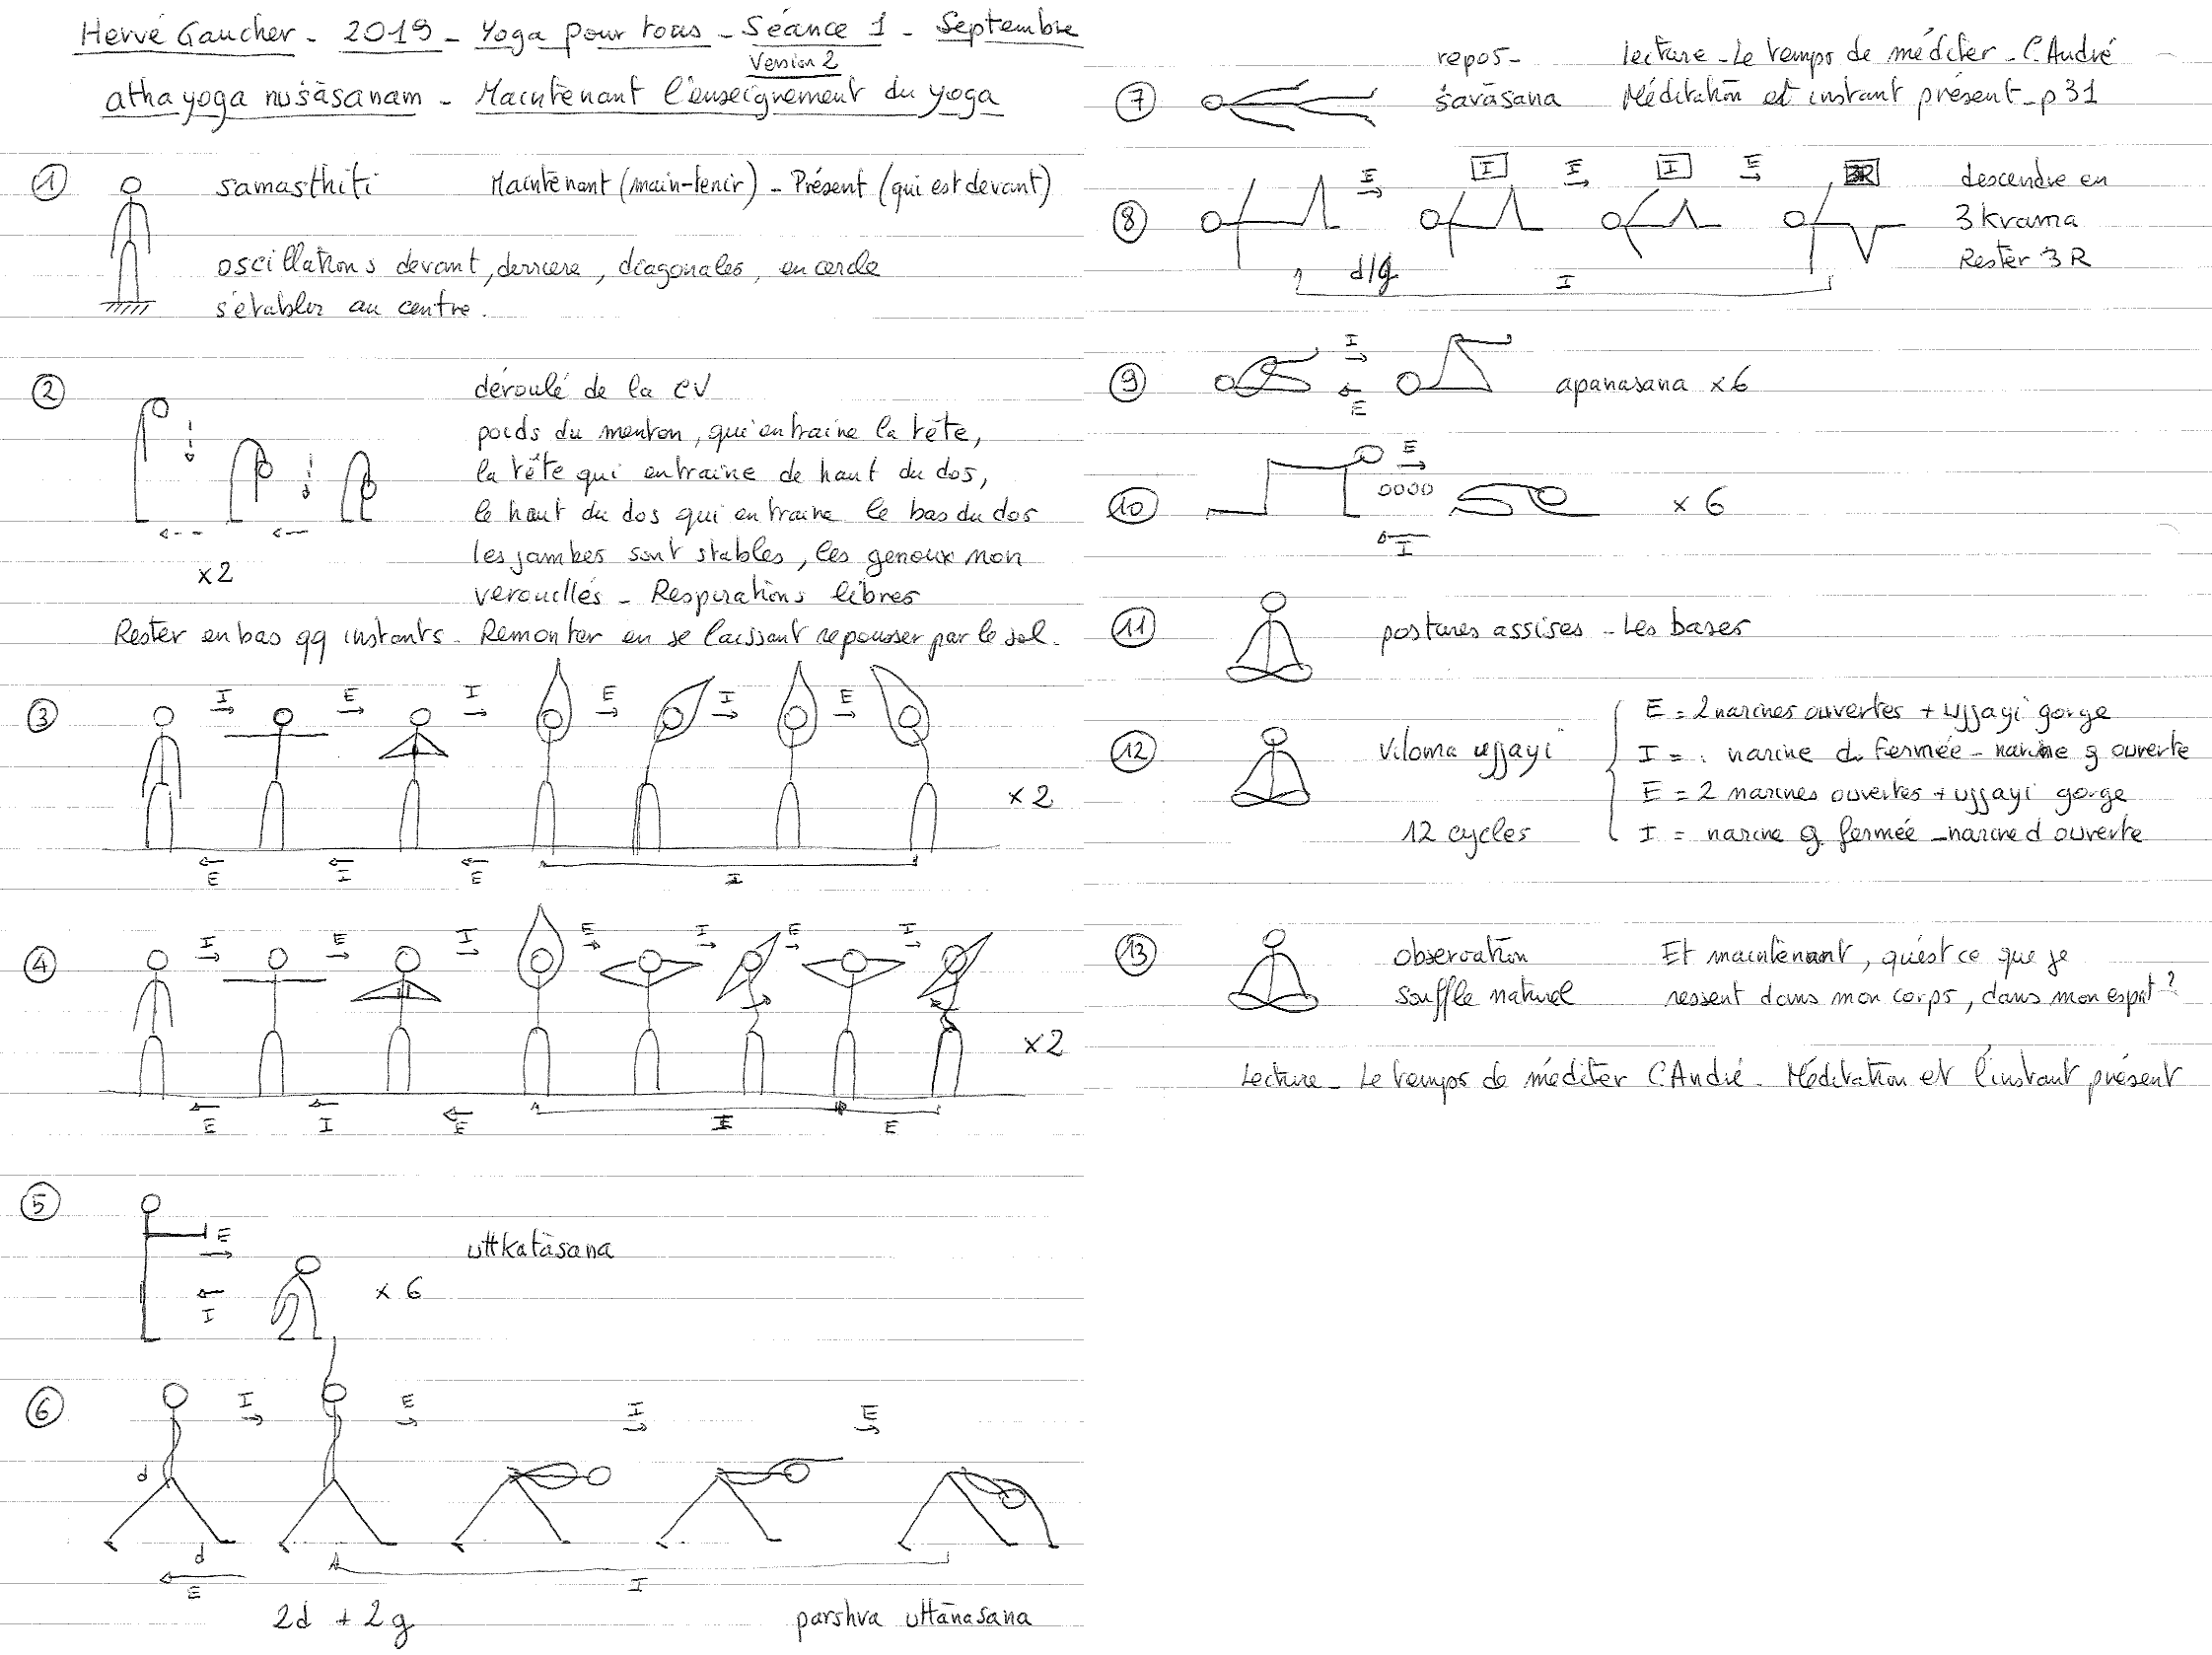 Hervé Gaucher - 2019 - Yoga pour tous - Séance 1 - Septembre
Version 2
atha yoga nuśāsanam - Maintenant l'enseignement du yoga
① samasthiti Maintenant (main-tenir) - Présent (qui est devant)
oscillations devant, derriere, diagonales, en cercle
s'établir au centre.
② déroulé de la CV
poids du menton, qui entraine la tête,
la tête qui entraine de haut du dos,
le haut du dos qui entraine le bas du dos
les jambes sont stables, les genoux non
x2
verouillés - Respirations libres
Rester en bas qq instants. Remonter en se laissant repousser par le sol.
③ I E I E I E
x2
E I E I
④ I E I E I E I
x2
E I E I E
⑤ E
uttkatāsana
I x 6
⑥ I E I E
d
d
E I
2d + 2g parshva uttānasana
repos - lecture - Le temps de méditer - C. André
⑦ śavāsana Méditation et instant présent - p 31
E I E I E 3R descendre en
⑧ 3 krama
d/g I Rester 3 R
⑨ I
E apanasana x6
⑩ E
oooo x 6
I
⑪ postures assises - Les bases
⑫ Viloma ujjayi
12 cycles
E = 2 narines ouvertes + ujjayi gorge
I = : narine d. fermée - narine g ouverte
E = 2 narines ouvertes + ujjayi gorge
I = narine g. fermée - narine d ouverte
⑬ observation Et maintenant, qu'est ce que je
souffle naturel ressent dans mon corps, dans mon esprit ?
Lecture - Le temps de méditer C. André - Méditation et l'instant présent